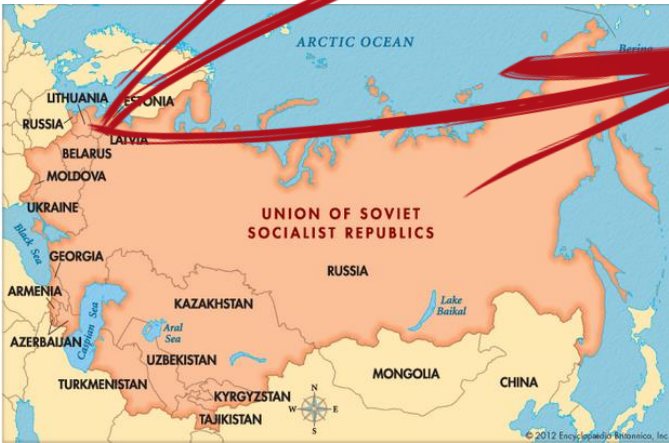 ARCTIC OCEAN
Bering
LITHUANIA
ESTONIA
RUSSIA
LATVIA
BELARUS
MOLDOVA
UKRAINE
Black Sea
GEORGIA
ARMENIA
AZERBAIJAN
Caspian Sea
UNION OF SOVIET
SOCIALIST REPUBLICS
RUSSIA
KAZAKHSTAN
Aral
Sea
Lake
Baikal
UZBEKISTAN
TURKMENISTAN
KYRGYZSTAN
TAJIKISTAN
MONGOLIA
CHINA
N
W
E
S
© 2012 Encyclopædia Britannica, Inc.